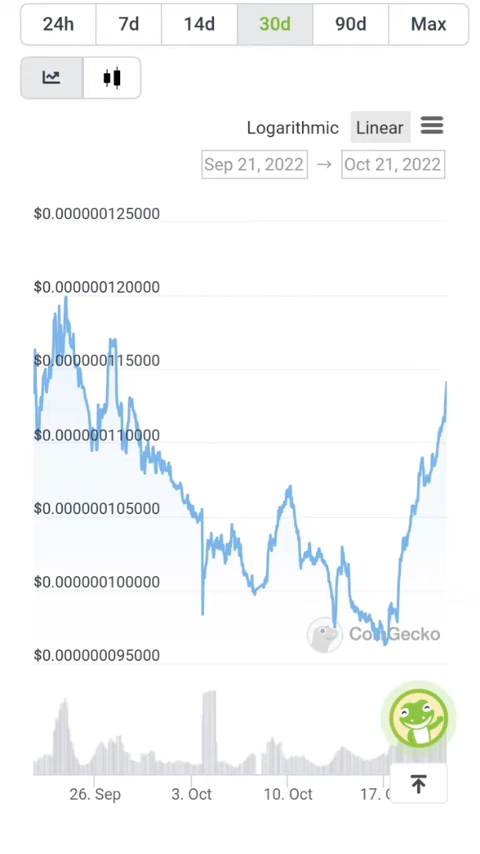 24h 7d 14d 30d 90d Max
Logarithmic Linear
Sep 21, 2022 → Oct 21, 2022
$0.000000125000
$0.000000120000
$0.000000115000
$0.000000110000
$0.000000105000
$0.000000100000
CoinGecko
$0.000000095000
26. Sep 3. Oct 10. Oct 17.